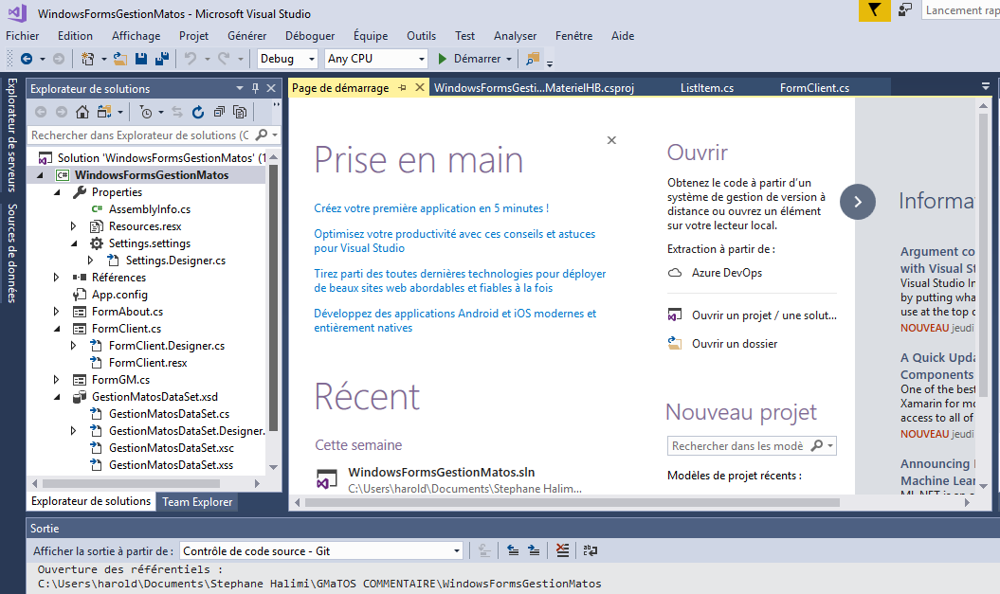 WindowsFormsGestionMatos - Microsoft Visual Studio
Lancement rap
Fichier Edition Affichage Projet Générer Déboguer Équipe Outils Test Analyser Fenêtre Aide
Debug Any CPU Démarrer
Explorateur de serveurs
Sources de données
Explorateur de solutions
Rechercher dans Explorateur de solutions (C
Solution 'WindowsFormsGestionMatos' (1
C# WindowsFormsGestionMatos
Properties
C# AssemblyInfo.cs
Resources.resx
Settings.settings
Settings.Designer.cs
Références
App.config
FormAbout.cs
FormClient.cs
FormClient.Designer.cs
FormClient.resx
FormGM.cs
GestionMatosDataSet.xsd
GestionMatosDataSet.cs
GestionMatosDataSet.Designer.
GestionMatosDataSet.xsc
GestionMatosDataSet.xss
Explorateur de solutions Team Explorer
Page de démarrage WindowsFormsGesti...MaterielHB.csproj ListItem.cs FormClient.cs
Prise en main
Créez votre première application en 5 minutes !
Optimisez votre productivité avec ces conseils et astuces
pour Visual Studio
Tirez parti des toutes dernières technologies pour déployer
de beaux sites web abordables et fiables à la fois
Développez des applications Android et iOS modernes et
entièrement natives
Récent
Cette semaine
WindowsFormsGestionMatos.sln
C:\Users\harold\Documents\Stephane Halim...
Ouvrir
Obtenez le code à partir d'un
système de gestion de version à
distance ou ouvrez un élément
sur votre lecteur local.
Extraction à partir de :
Azure DevOps
Ouvrir un projet / une solut...
Ouvrir un dossier
Nouveau projet
Rechercher dans les modè
Modèles de projet récents :
Informa
Argument co
with Visual St
Visual Studio In
by putting wha
use at the top o
NOUVEAU jeudi
A Quick Upda
Components
One of the best
Xamarin for mo
access to all of
NOUVEAU jeudi
Announcing
Machine Lear
Sortie
Afficher la sortie à partir de : Contrôle de code source - Git
Ouverture des référentiels :
C:\Users\harold\Documents\Stephane Halimi\GMaTOS COMMENTAIRE\WindowsFormsGestionMatos